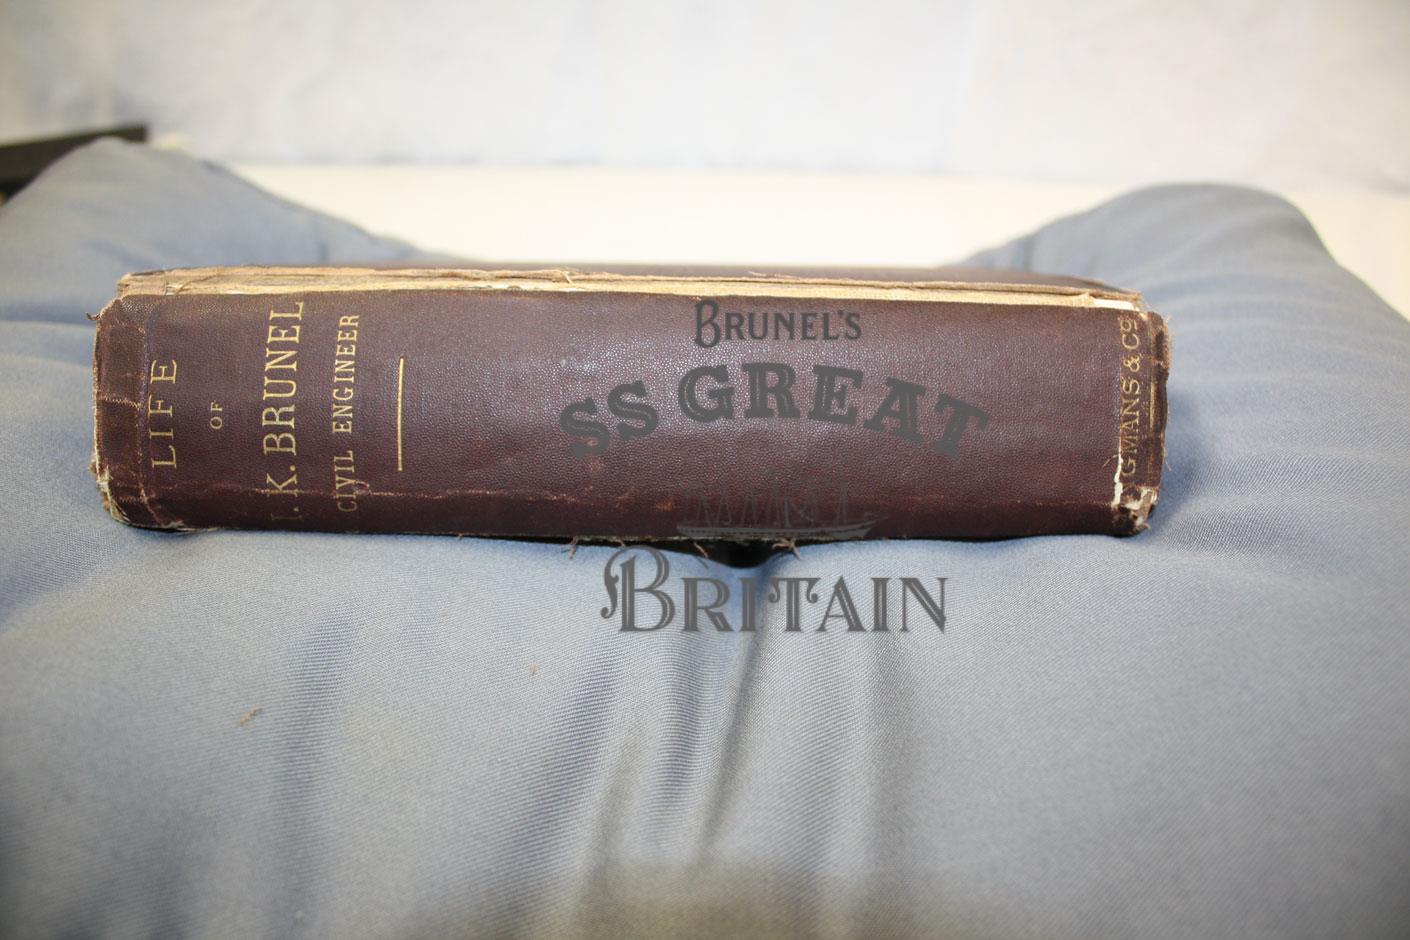 LIFE
OF
I. K. BRUNEL
CIVIL ENGINEER
GMANS & Co
BRUNEL'S
SS GREAT
BRITAIN